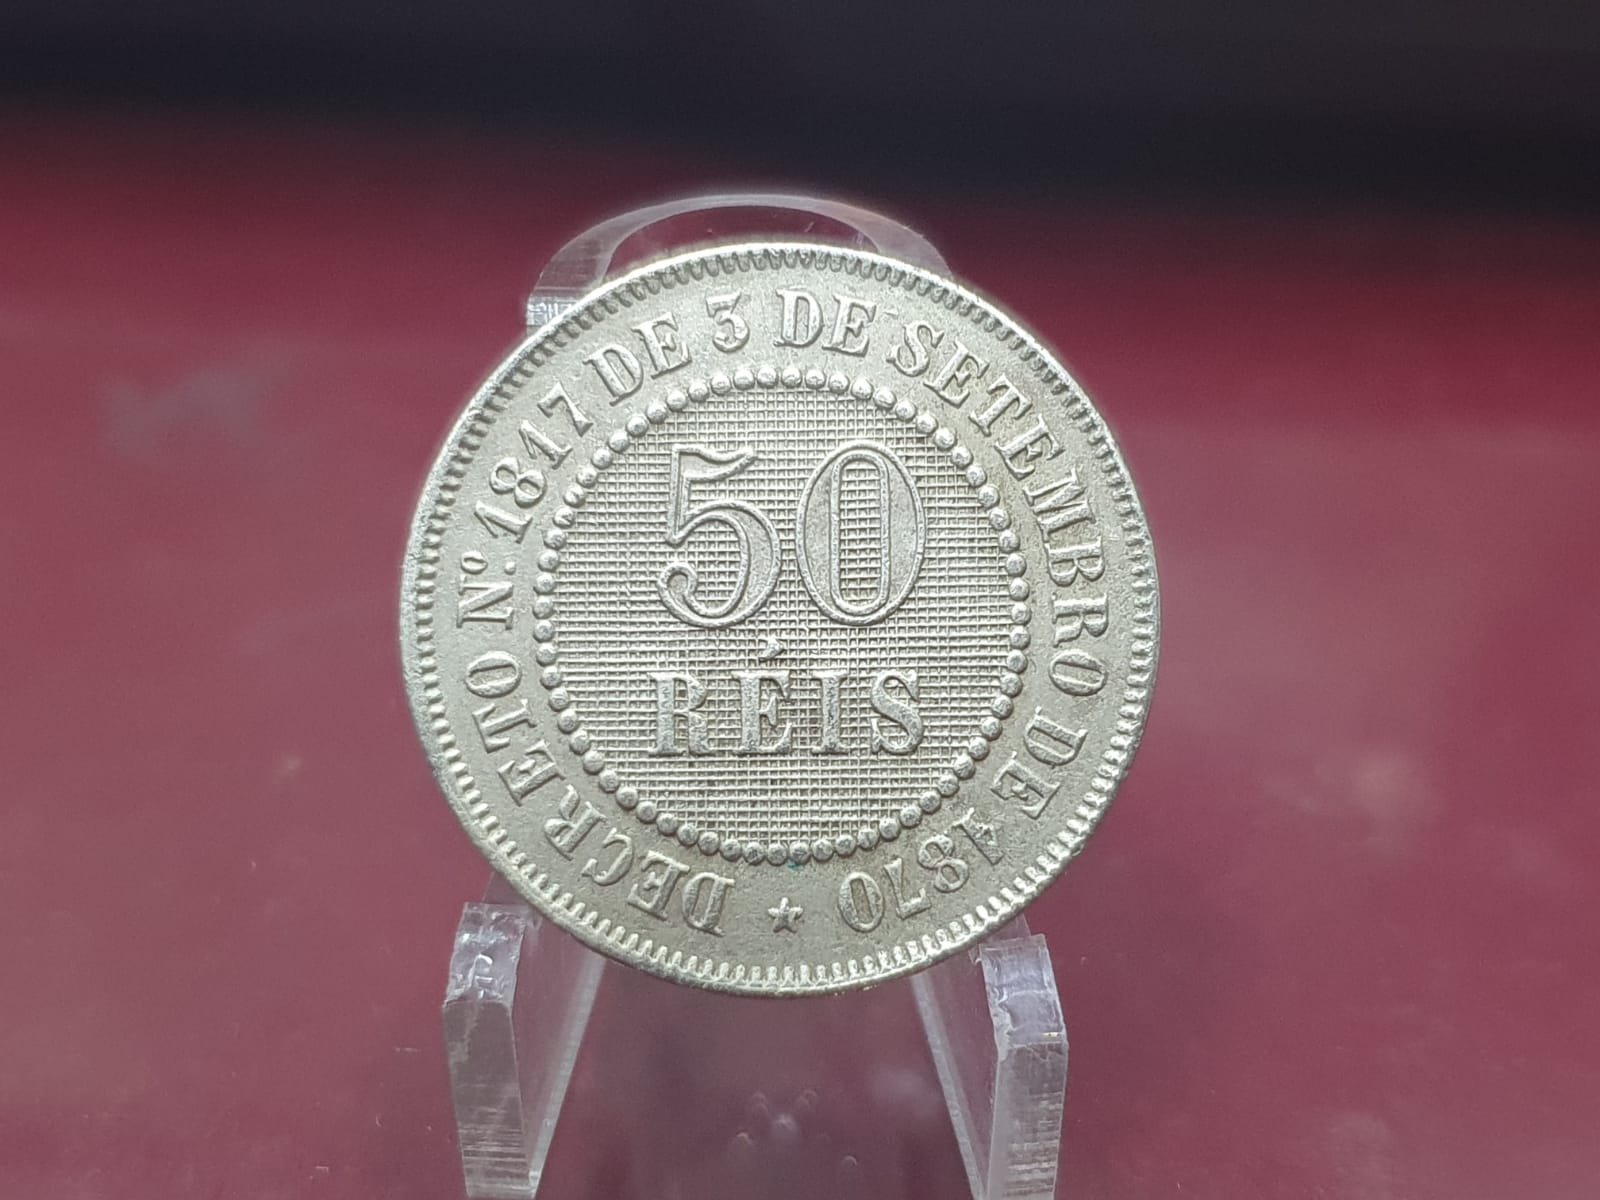 DECRETO Nº. 1817 DE 3 DE SETEMBRO DE 1870
50
RÉIS